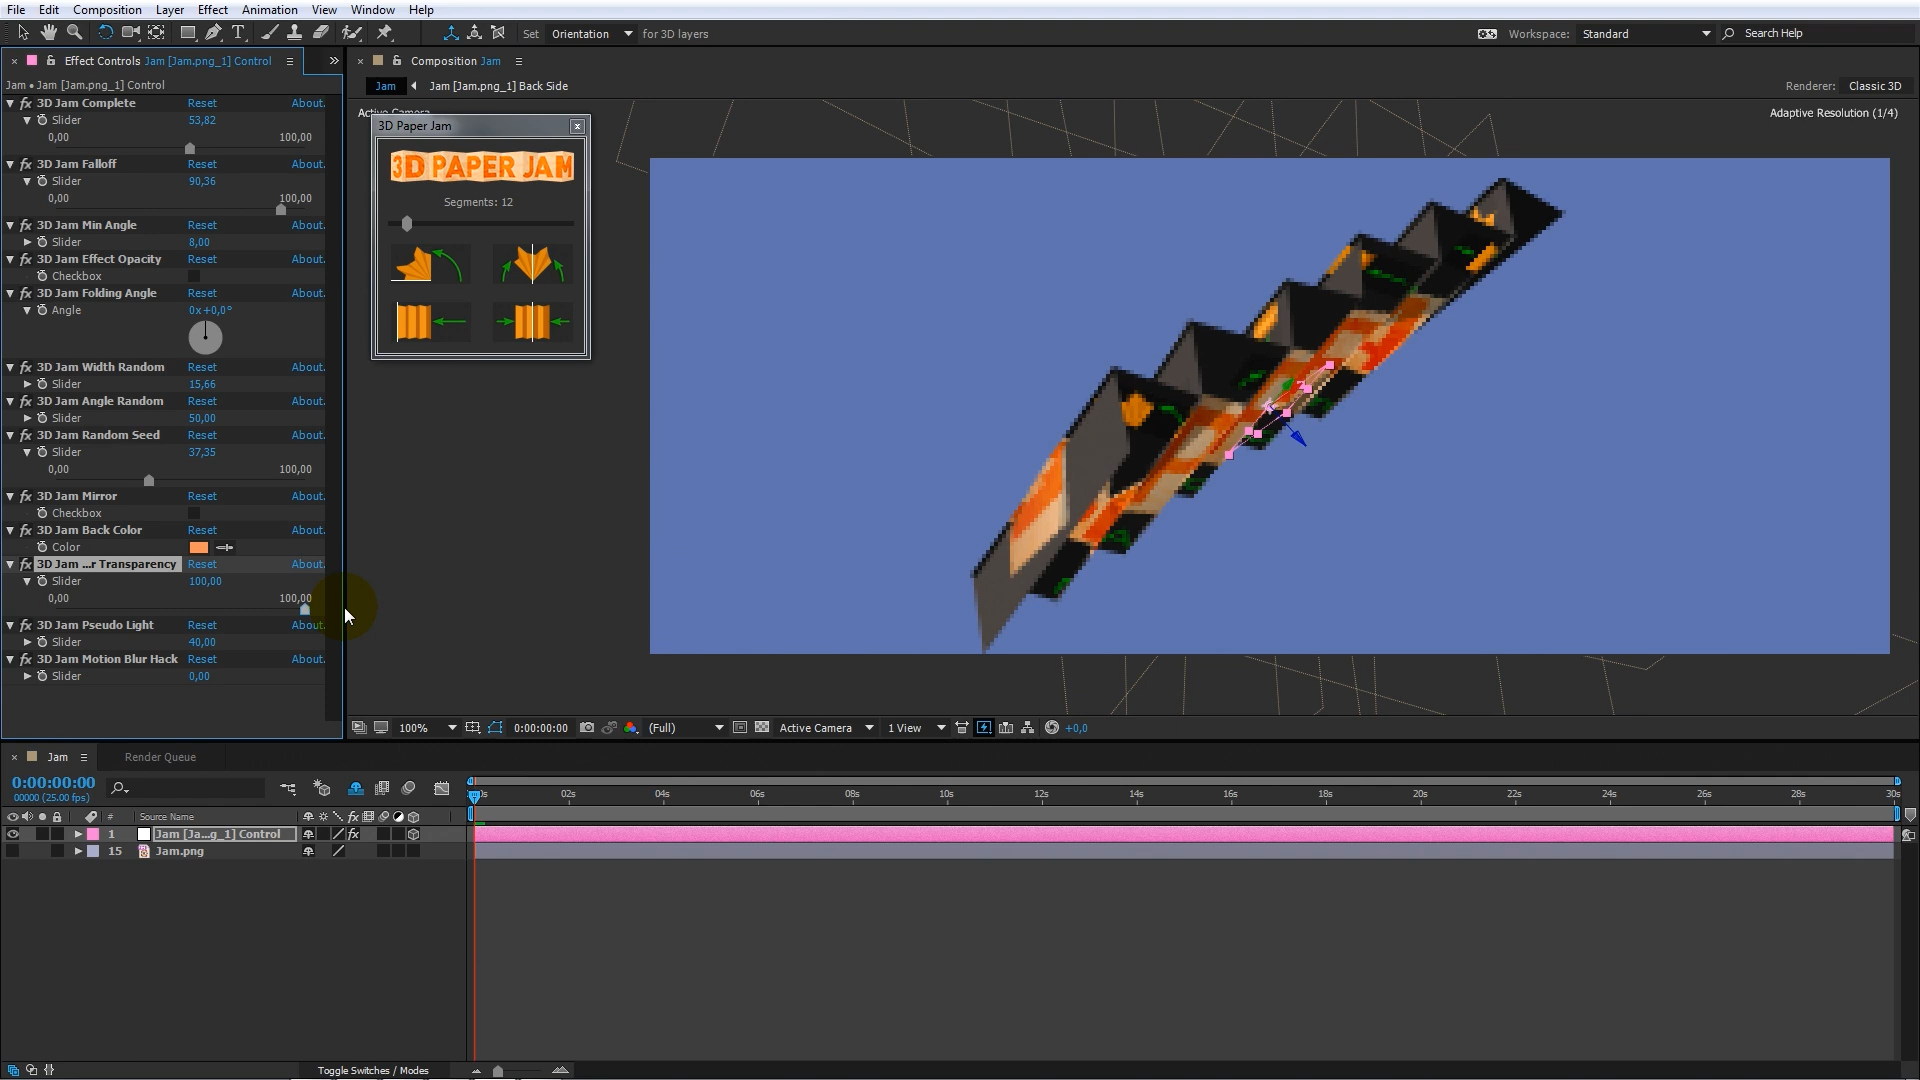 File Edit Composition Layer Effect Animation View Window Help
Set Orientation for 3D layers Workspace: Standard Search Help
Effect Controls Jam [Jam.png_1] Control
Composition Jam
Jam • Jam [Jam.png_1] Control
Jam Jam [Jam.png_1] Back Side
Renderer: Classic 3D
Adaptive Resolution (1/4)
3D Jam Complete Reset About.
Slider 53,82
0,00 100,00
3D Jam Falloff Reset About.
Slider 90,36
0,00 100,00
3D Jam Min Angle Reset About.
Slider 8,00
3D Jam Effect Opacity Reset About.
Checkbox
3D Jam Folding Angle Reset About.
Angle 0x+0,0°
3D Jam Width Random Reset About.
Slider 15,66
3D Jam Angle Random Reset About.
Slider 50,00
3D Jam Random Seed Reset About.
Slider 37,35
0,00 100,00
3D Jam Mirror Reset About.
Checkbox
3D Jam Back Color Reset About.
Color
3D Jam ...r Transparency Reset About.
Slider 100,00
0,00 100,00
3D Jam Pseudo Light Reset About.
Slider 40,00
3D Jam Motion Blur Hack Reset About.
Slider 0,00
3D Paper Jam
3D PAPER JAM
Segments: 12
100% 0:00:00:00 (Full) Active Camera 1 View +0,0
Jam Render Queue
0:00:00:00
00000 (25.00 fps)
02s 04s 06s 08s 10s 12s 14s 16s 18s 20s 22s 24s 26s 28s 30s
# Source Name
1 Jam [Ja...g_1] Control
15 Jam.png
Toggle Switches / Modes